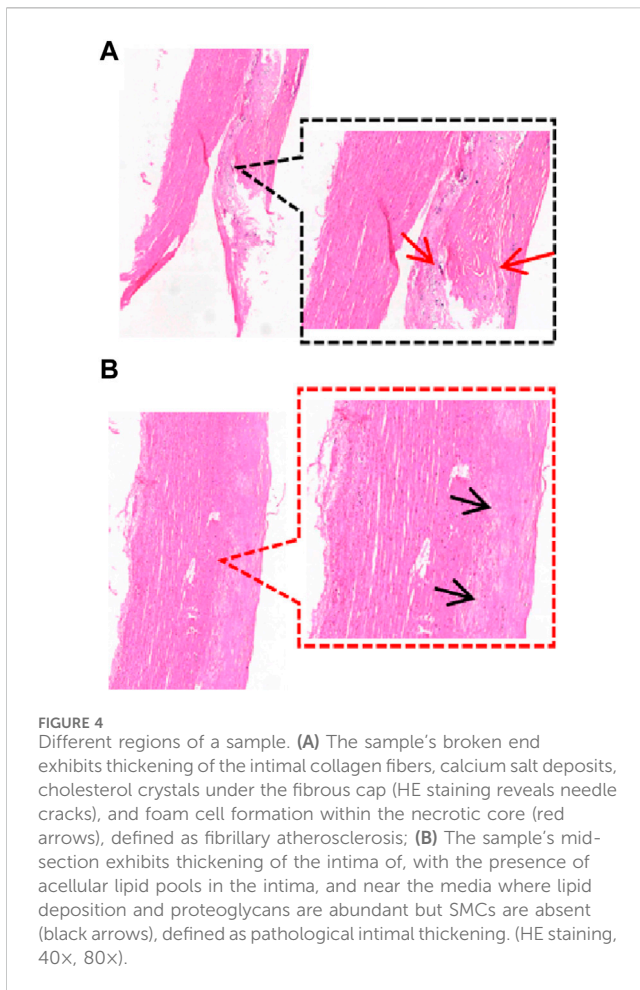 A
B
FIGURE 4
Different regions of a sample. (A) The sample's broken end
exhibits thickening of the intimal collagen fibers, calcium salt deposits,
cholesterol crystals under the fibrous cap (HE staining reveals needle
cracks), and foam cell formation within the necrotic core (red
arrows), defined as fibrillary atherosclerosis; (B) The sample's mid-
section exhibits thickening of the intima of, with the presence of
acellular lipid pools in the intima, and near the media where lipid
deposition and proteoglycans are abundant but SMCs are absent
(black arrows), defined as pathological intimal thickening. (HE staining,
40×, 80×).